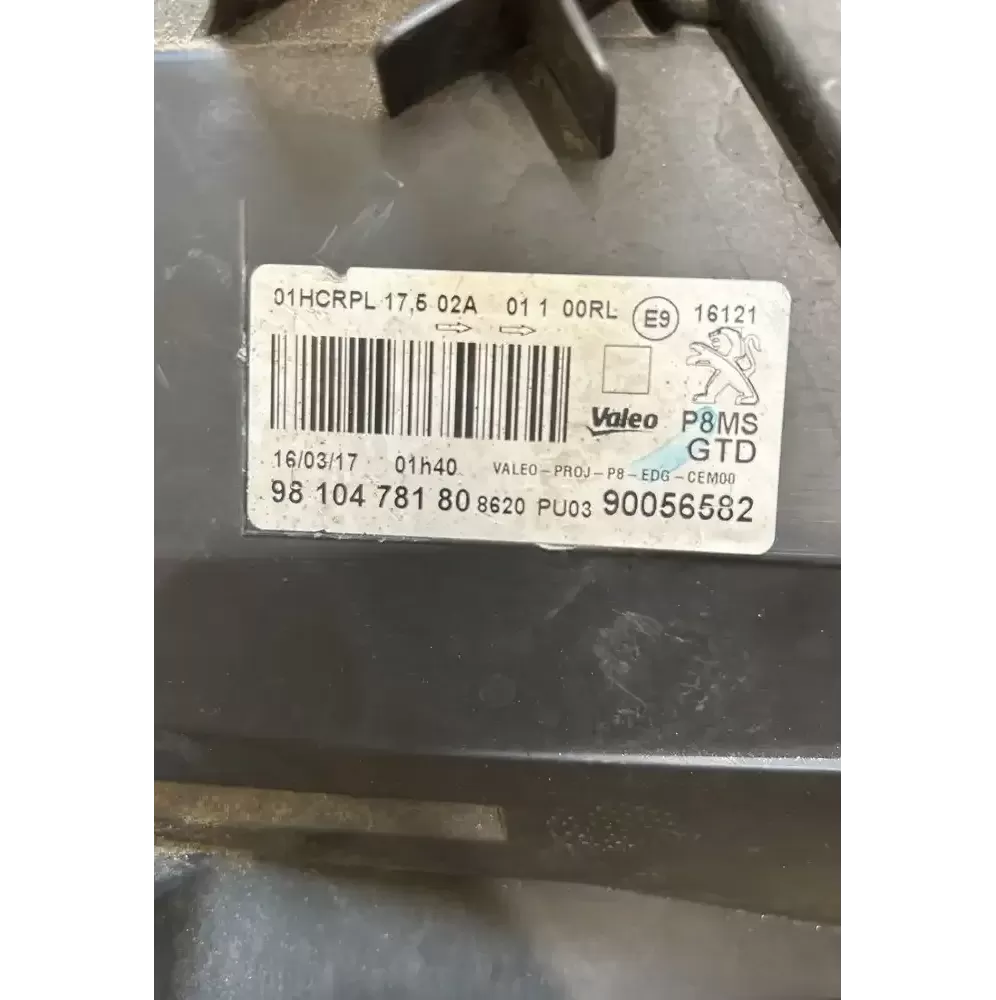 01HCRPL 17,5 02A 01 1 00RL E9 16121
Valeo P8MS
GTD
16/03/17 01h40 VALEO-PROJ-P8-EDG-CEM00
98 104 781 80 8620 PU03 90056582